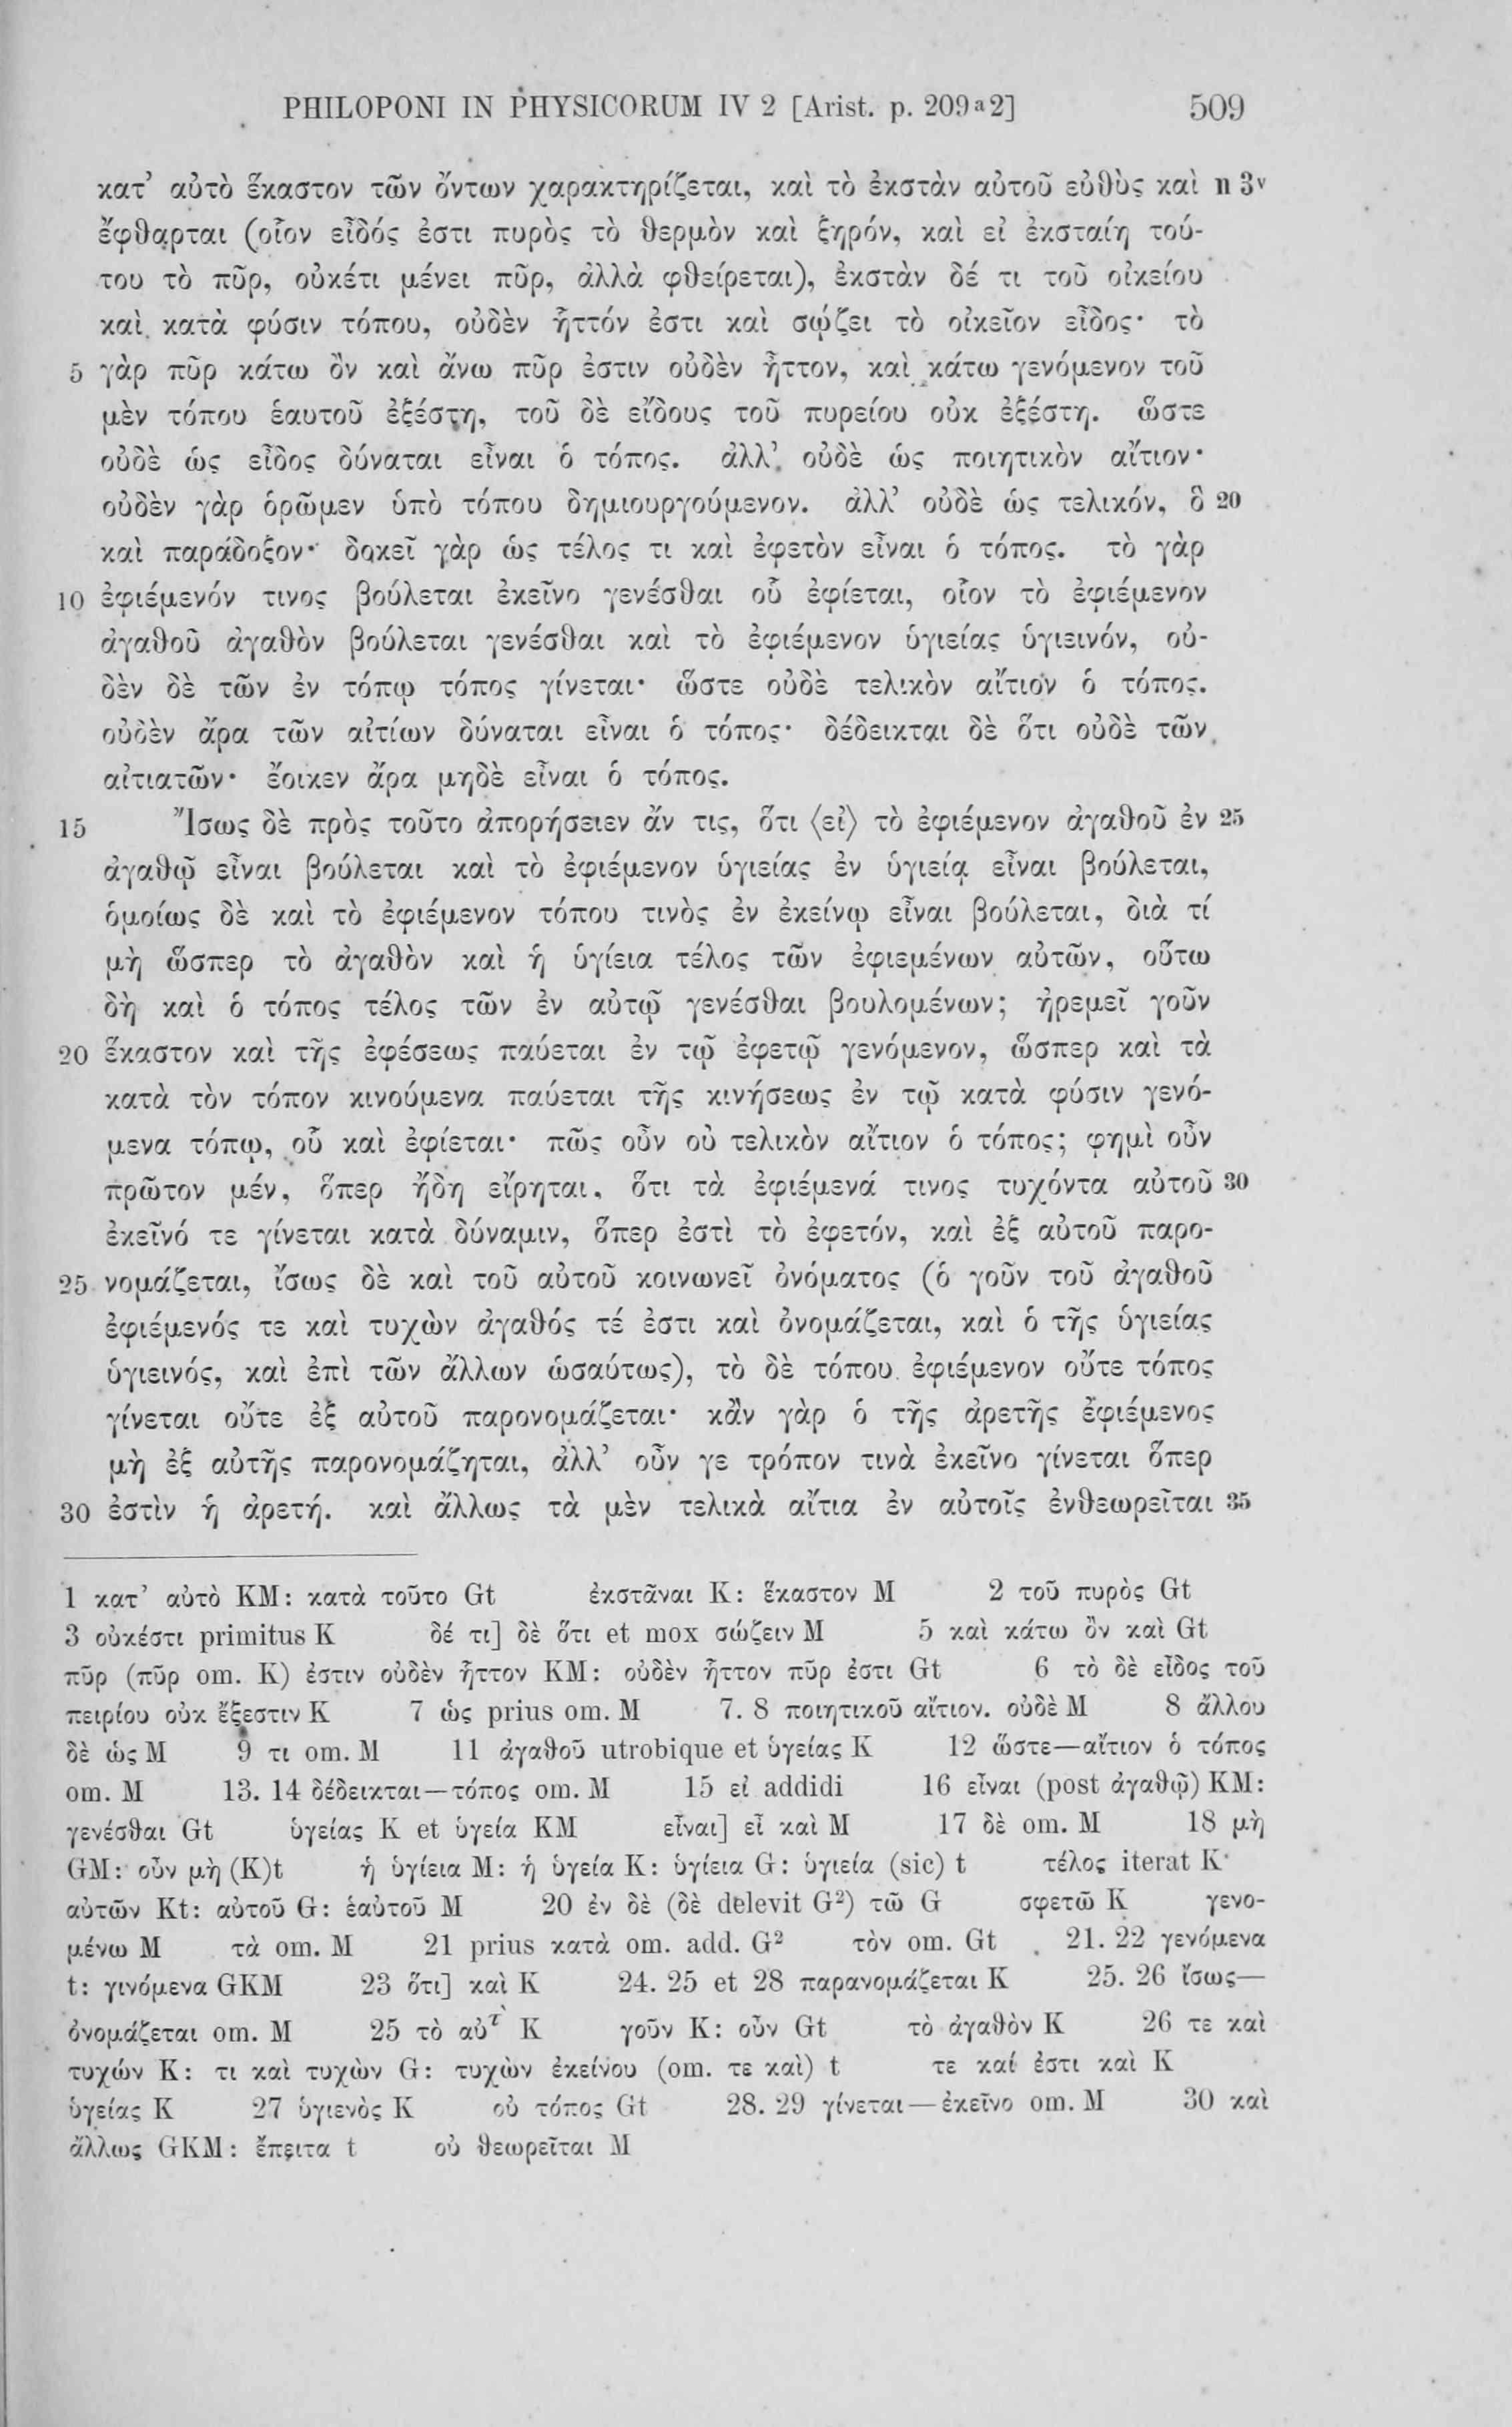 PHILOPONI IN PHYSICORUM IV 2 [Arist. p. 209a2] 509
κατ’ αὐτὸ ἕκαστον τῶν ὄντων χαρακτηρίζεται, καὶ τὸ ἐκστὰν αὐτοῦ εὐθὺς καὶ n 3v
ἔφθαρται (οἷον εἶδός ἐστι πυρὸς τὸ θερμὸν καὶ ξηρόν, καὶ εἰ ἐκσταίη τού-
του τὸ πῦρ, οὐκέτι μένει πῦρ, ἀλλὰ φθείρεται), ἐκστὰν δέ τι τοῦ οἰκείου
καὶ κατὰ φύσιν τόπου, οὐδὲν ἧττόν ἐστι καὶ σῴζει τὸ οἰκεῖον εἶδος· τὸ
5 γὰρ πῦρ κάτω ὂν καὶ ἄνω πῦρ ἐστιν οὐδὲν ἧττον, καὶ κάτω γενόμενον τοῦ
μὲν τόπου ἑαυτοῦ ἐξέστη, τοῦ δὲ εἴδους τοῦ πυρείου οὐκ ἐξέστη. ὥστε
οὐδὲ ὡς εἶδος δύναται εἶναι ὁ τόπος. ἀλλ’ οὐδὲ ὡς ποιητικὸν αἴτιον·
οὐδὲν γὰρ ὁρῶμεν ὑπὸ τόπου δημιουργούμενον. ἀλλ’ οὐδὲ ὡς τελικόν, ὃ 20
καὶ παράδοξον· δοκεῖ γὰρ ὡς τέλος τι καὶ ἐφετὸν εἶναι ὁ τόπος. τὸ γὰρ
10 ἐφιέμενόν τινος βούλεται ἐκεῖνο γενέσθαι οὗ ἐφίεται, οἷον τὸ ἐφιέμενον
ἀγαθοῦ ἀγαθὸν βούλεται γενέσθαι καὶ τὸ ἐφιέμενον ὑγιείας ὑγιεινόν, οὐ-
δὲν δὲ τῶν ἐν τόπῳ τόπος γίνεται· ὥστε οὐδὲ τελικὸν αἴτιον ὁ τόπος.
οὐδὲν ἄρα τῶν αἰτίων δύναται εἶναι ὁ τόπος· δέδεικται δὲ ὅτι οὐδὲ τῶν
αἰτιατῶν· ἔοικεν ἄρα μηδὲ εἶναι ὁ τόπος.
15 Ἴσως δὲ πρὸς τοῦτο ἀπορήσειεν ἄν τις, ὅτι ⟨εἰ⟩ τὸ ἐφιέμενον ἀγαθοῦ ἐν 25
ἀγαθῷ εἶναι βούλεται καὶ τὸ ἐφιέμενον ὑγιείας ἐν ὑγιείᾳ εἶναι βούλεται,
ὁμοίως δὲ καὶ τὸ ἐφιέμενον τόπου τινὸς ἐν ἐκείνῳ εἶναι βούλεται, διὰ τί
μὴ ὥσπερ τὸ ἀγαθὸν καὶ ἡ ὑγίεια τέλος τῶν ἐφιεμένων αὐτῶν, οὕτω
δὴ καὶ ὁ τόπος τέλος τῶν ἐν αὐτῷ γενέσθαι βουλομένων; ἠρεμεῖ γοῦν
20 ἕκαστον καὶ τῆς ἐφέσεως παύεται ἐν τῷ ἐφετῷ γενόμενον, ὥσπερ καὶ τὰ
κατὰ τὸν τόπον κινούμενα παύεται τῆς κινήσεως ἐν τῷ κατὰ φύσιν γενό-
μενα τόπῳ, οὗ καὶ ἐφίεται· πῶς οὖν οὐ τελικὸν αἴτιον ὁ τόπος; φημὶ οὖν
πρῶτον μέν, ὅπερ ἤδη εἴρηται, ὅτι τὰ ἐφιέμενά τινος τυχόντα αὐτοῦ 30
ἐκεῖνό τε γίνεται κατὰ δύναμιν, ὅπερ ἐστὶ τὸ ἐφετόν, καὶ ἐξ αὐτοῦ παρο-
25 νομάζεται, ἴσως δὲ καὶ τοῦ αὐτοῦ κοινωνεῖ ὀνόματος (ὁ γοῦν τοῦ ἀγαθοῦ
ἐφιέμενός τε καὶ τυχὼν ἀγαθός τέ ἐστι καὶ ὀνομάζεται, καὶ ὁ τῆς ὑγιείας
ὑγιεινός, καὶ ἐπὶ τῶν ἄλλων ὡσαύτως), τὸ δὲ τόπου ἐφιέμενον οὔτε τόπος
γίνεται οὔτε ἐξ αὐτοῦ παρονομάζεται· κἂν γὰρ ὁ τῆς ἀρετῆς ἐφιέμενος
μὴ ἐξ αὐτῆς παρονομάζηται, ἀλλ’ οὖν γε τρόπον τινὰ ἐκεῖνο γίνεται ὅπερ
30 ἐστὶν ἡ ἀρετή. καὶ ἄλλως τὰ μὲν τελικὰ αἴτια ἐν αὐτοῖς ἐνθεωρεῖται 35
1 κατ’ αὐτὸ KM: κατὰ τοῦτο Gt ἐκστᾶναι K: ἕκαστον M 2 τοῦ πυρὸς Gt
3 οὐκέστι primitus K δέ τι] δὲ ὅτι et mox σώζειν M 5 καὶ κάτω ὂν καὶ Gt
πῦρ (πῦρ om. K) ἐστιν οὐδὲν ἧττον KM: οὐδὲν ἧττον πῦρ ἐστι Gt 6 τὸ δὲ εἶδος τοῦ
πειρίου οὐκ ἔξεστιν K 7 ὡς prius om. M 7. 8 ποιητικοῦ αἴτιον. οὐδὲ M 8 ἄλλου
δὲ ὡς M 9 τι om. M 11 ἀγαθοῦ utrobique et ὑγείας K 12 ὥστε—αἴτιον ὁ τόπος
om. M 13. 14 δέδεικται—τόπος om. M 15 εἰ addidi 16 εἶναι (post ἀγαθῷ) KM:
γενέσθαι Gt ὑγείας K et ὑγεία KM εἶναι] εἶ καὶ M 17 δὲ om. M 18 μὴ
GM: οὖν μὴ (K)t ἡ ὑγίεια M: ἡ ὑγεία K: ὑγίεια G: ὑγιεία (sic) t τέλος iterat K
αὐτῶν Kt: αὐτοῦ G: ἑαὐτοῦ M 20 ἐν δὲ (δὲ delevit G²) τῶ G σφετῶ K γενο-
μένω M τὰ om. M 21 prius κατὰ om. add. G² τὸν om. Gt 21. 22 γενόμενα
t: γινόμενα GKM 23 ὅτι] καὶ K 24. 25 et 28 παρανομάζεται K 25. 26 ἴσως—
ὀνομάζεται om. M 25 τὸ αὐτ̀ K γοῦν K: οὖν Gt τὸ ἀγαθὸν K 26 τε καὶ
τυχών K: τι καὶ τυχὼν G: τυχὼν ἐκείνου (om. τε καὶ) t τε καί ἐστι καὶ K
ὑγείας K 27 ὑγιενὸς K οὐ τόπος Gt 28. 29 γίνεται—ἐκεῖνο om. M 30 καὶ
ἄλλως GKM: ἔπειτα t οὐ θεωρεῖται M